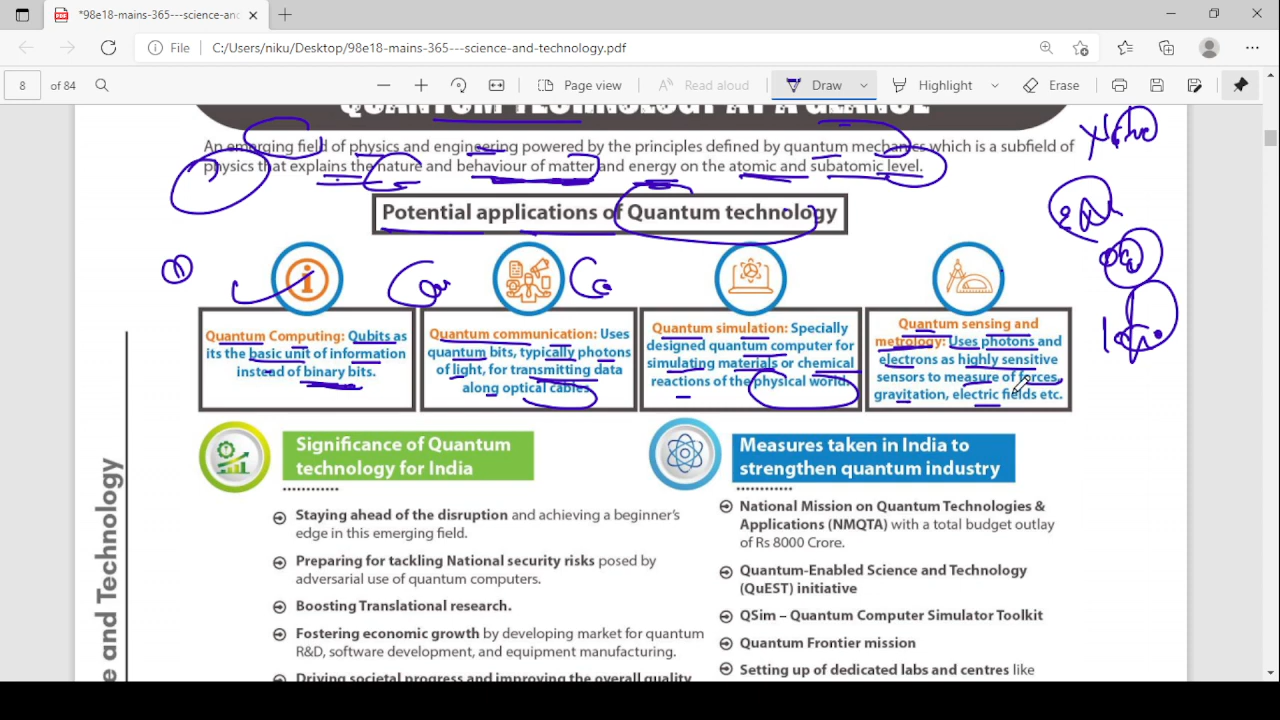 *98e18-mains-365---science-and
File
C:/Users/niku/Desktop/98e18-mains-365---science-and-technology.pdf
8 of 84
Page view
Read aloud
Draw
Highlight
Erase
QUANTUM TECHNOLOGY AT A GLANCE
An emerging field of physics and engineering powered by the principles defined by quantum mechanics which is a subfield of
physics that explains the nature and behaviour of matter and energy on the atomic and subatomic level.
Potential applications of Quantum technology
Quantum Computing: Qubits as
its the basic unit of information
instead of binary bits.
Quantum communication: Uses
quantum bits, typically photons
of light, for transmitting data
along optical cables.
Quantum simulation: Specially
designed quantum computer for
simulating materials or chemical
reactions of the physical world.
Quantum sensing and
metrology: Uses photons and
electrons as highly sensitive
sensors to measure of forces,
gravitation, electric fields etc.
Significance of Quantum
technology for India
Staying ahead of the disruption and achieving a beginner's
edge in this emerging field.
Preparing for tackling National security risks posed by
adversarial use of quantum computers.
Boosting Translational research.
Fostering economic growth by developing market for quantum
R&D, software development, and equipment manufacturing.
Driving societal progress and improving the overall quality
Measures taken in India to
strengthen quantum industry
National Mission on Quantum Technologies &
Applications (NMQTA) with a total budget outlay
of Rs 8000 Crore.
Quantum-Enabled Science and Technology
(QuEST) initiative
QSim – Quantum Computer Simulator Toolkit
Quantum Frontier mission
Setting up of dedicated labs and centres like
e and Technology